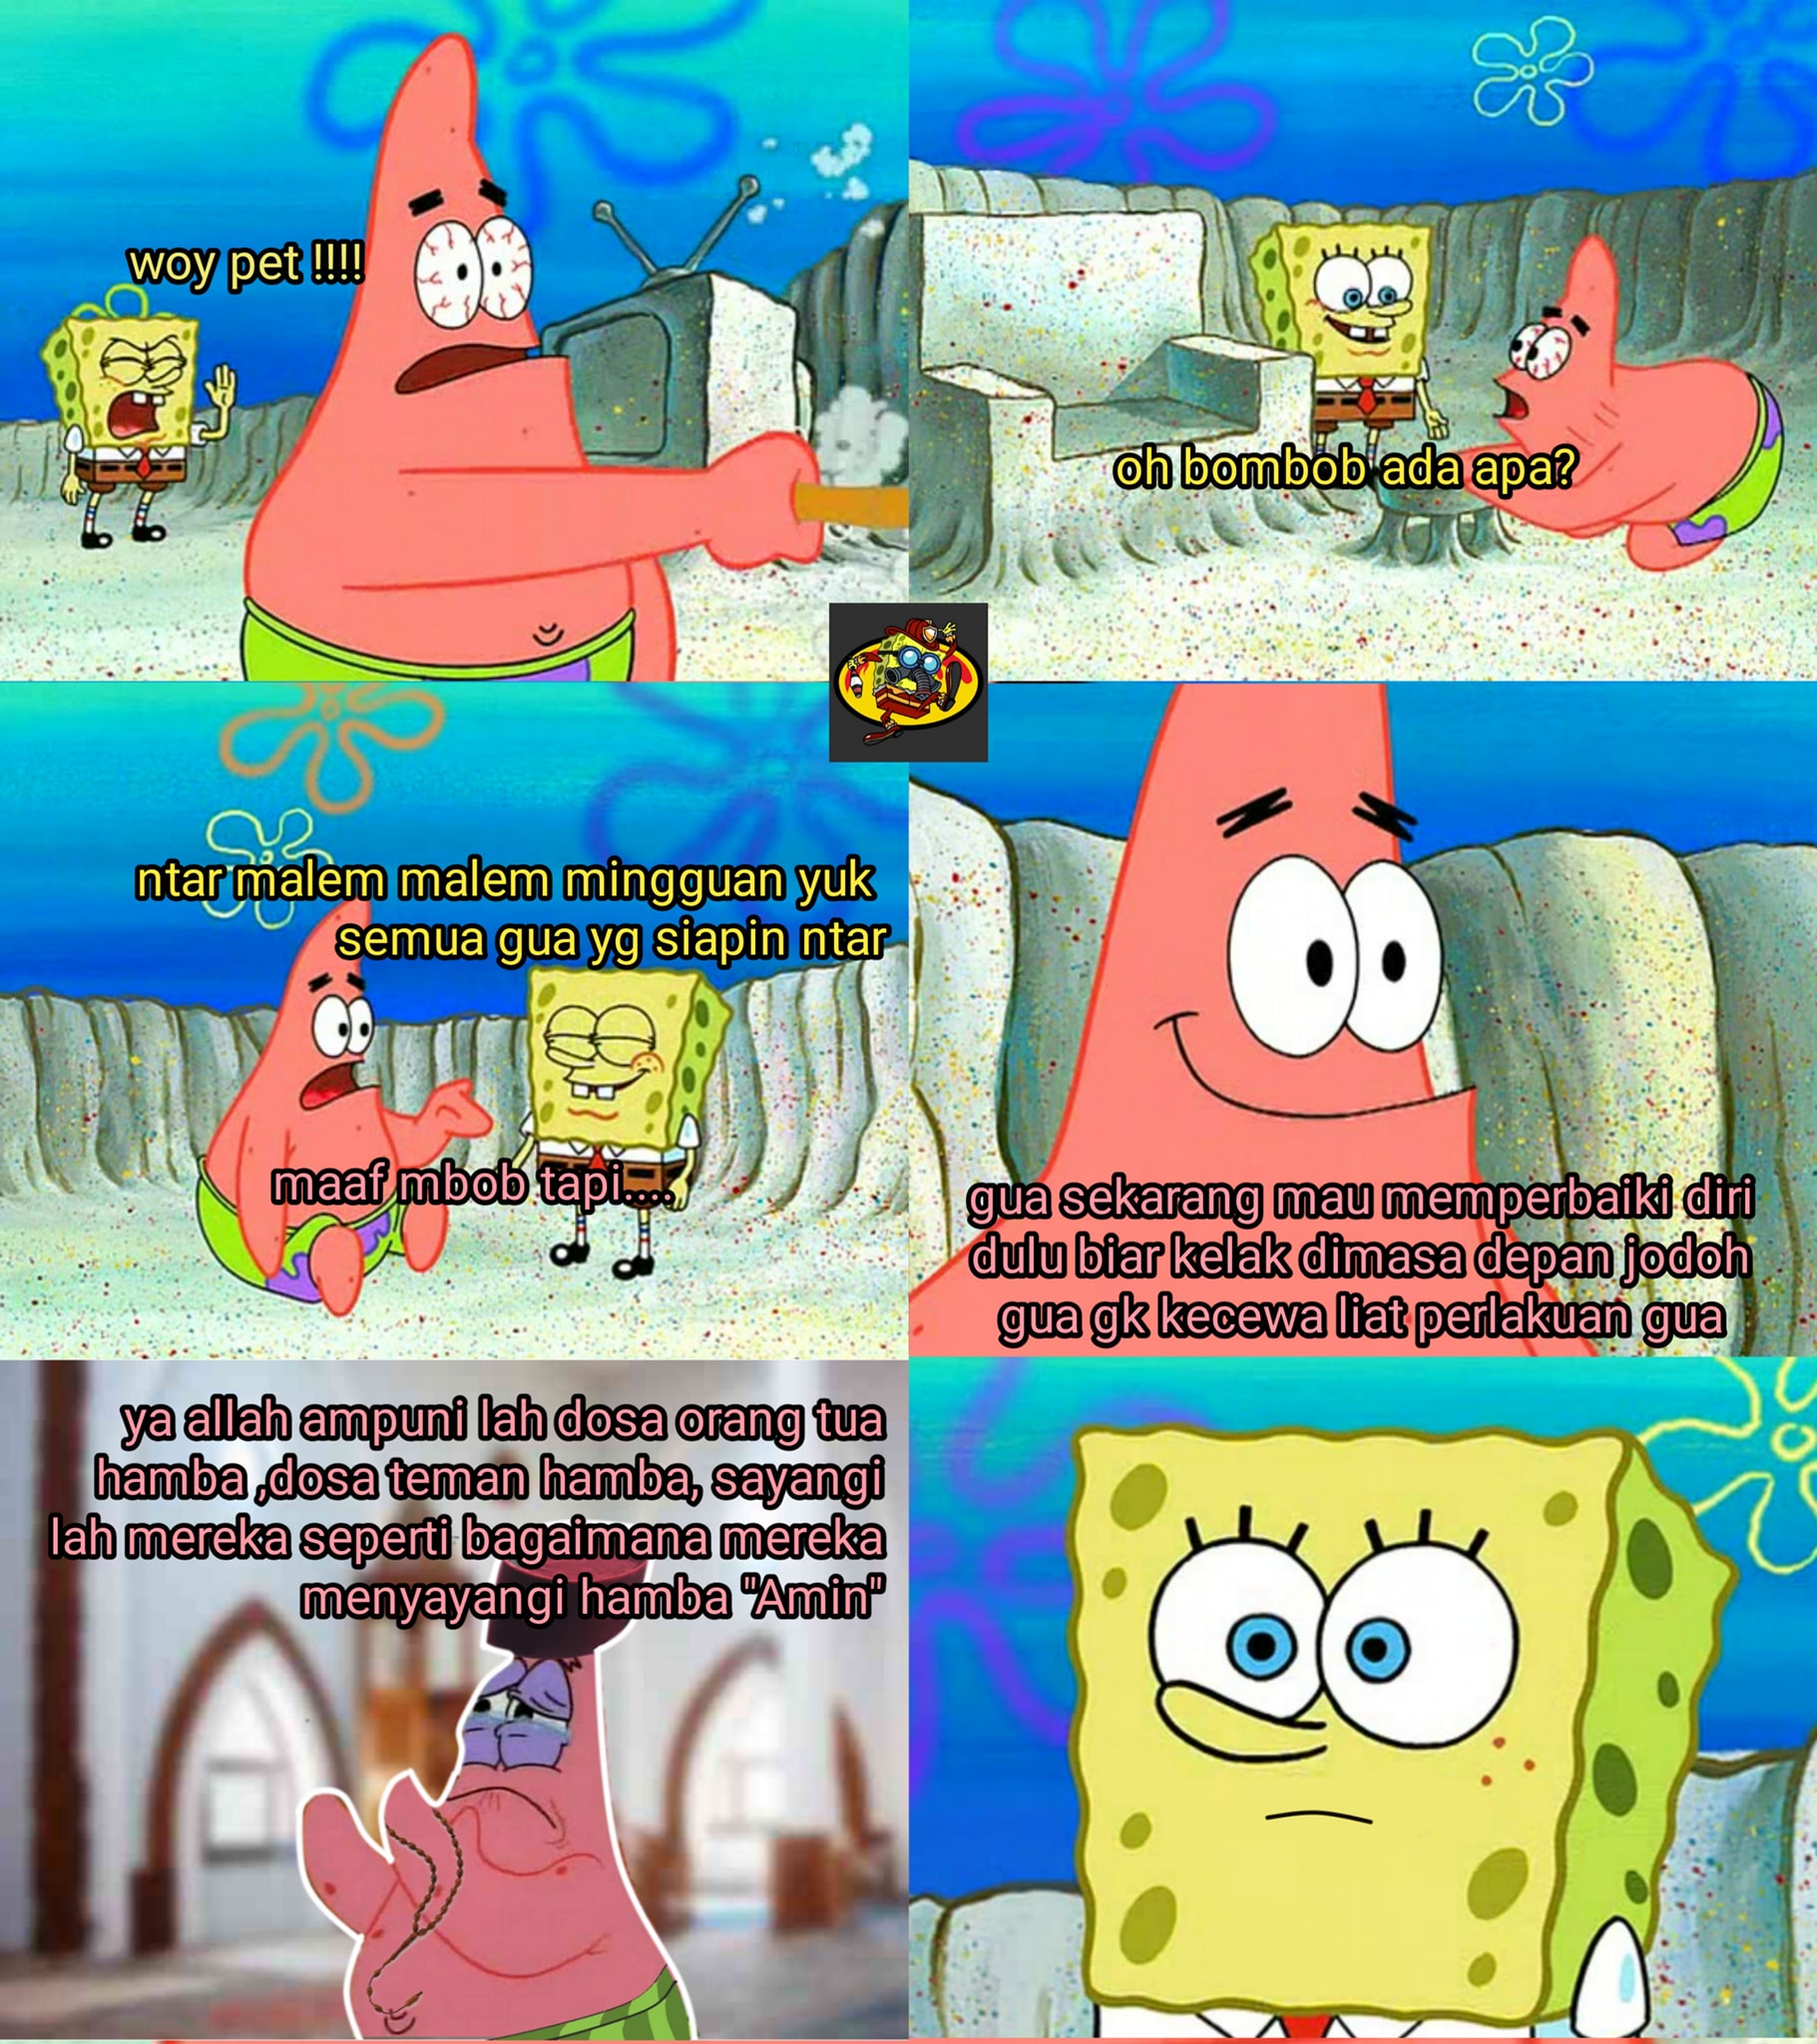 woy pet !!!!
oh bombob ada apa?
ntar malem malem mingguan yuk
semua gua yg siapin ntar
maaf mbob tapi....
gua sekarang mau memperbaiki diri
dulu biar kelak dimasa depan jodoh
gua gk kecewa liat perlakuan gua
ya allah ampuni lah dosa orang tua
hamba ,dosa teman hamba, sayangi
lah mereka seperti bagaimana mereka
menyayangi hamba "Amin"